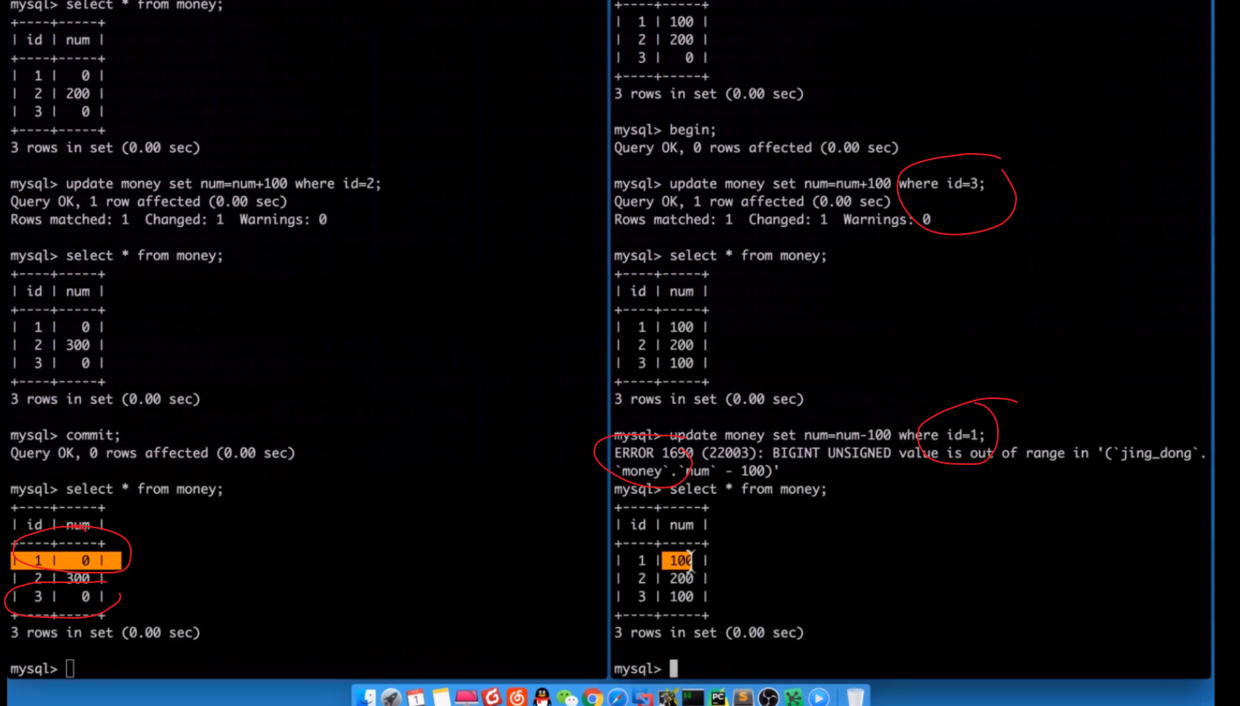 mysql> select * from money;
+----+-----+
| id | num |
+----+-----+
| 1 | 0 |
| 2 | 200 |
| 3 | 0 |
+----+-----+
3 rows in set (0.00 sec)
mysql> update money set num=num+100 where id=2;
Query OK, 1 row affected (0.00 sec)
Rows matched: 1 Changed: 1 Warnings: 0
mysql> select * from money;
+----+-----+
| id | num |
+----+-----+
| 1 | 0 |
| 2 | 300 |
| 3 | 0 |
+----+-----+
3 rows in set (0.00 sec)
mysql> commit;
Query OK, 0 rows affected (0.00 sec)
mysql> select * from money;
+----+-----+
| id | num |
+----+-----+
| 1 | 0 |
| 2 | 300 |
| 3 | 0 |
+----+-----+
3 rows in set (0.00 sec)
mysql>
+----+-----+
| 1 | 100 |
| 2 | 200 |
| 3 | 0 |
+----+-----+
3 rows in set (0.00 sec)
mysql> begin;
Query OK, 0 rows affected (0.00 sec)
mysql> update money set num=num+100 where id=3;
Query OK, 1 row affected (0.00 sec)
Rows matched: 1 Changed: 1 Warnings: 0
mysql> select * from money;
+----+-----+
| id | num |
+----+-----+
| 1 | 100 |
| 2 | 200 |
| 3 | 100 |
+----+-----+
3 rows in set (0.00 sec)
mysql> update money set num=num-100 where id=1;
ERROR 1690 (22003): BIGINT UNSIGNED value is out of range in '(`jing_dong`.
`money`.`num` - 100)'
mysql> select * from money;
+----+-----+
| id | num |
+----+-----+
| 1 | 100 |
| 2 | 200 |
| 3 | 100 |
+----+-----+
3 rows in set (0.00 sec)
mysql>
1
PC
S